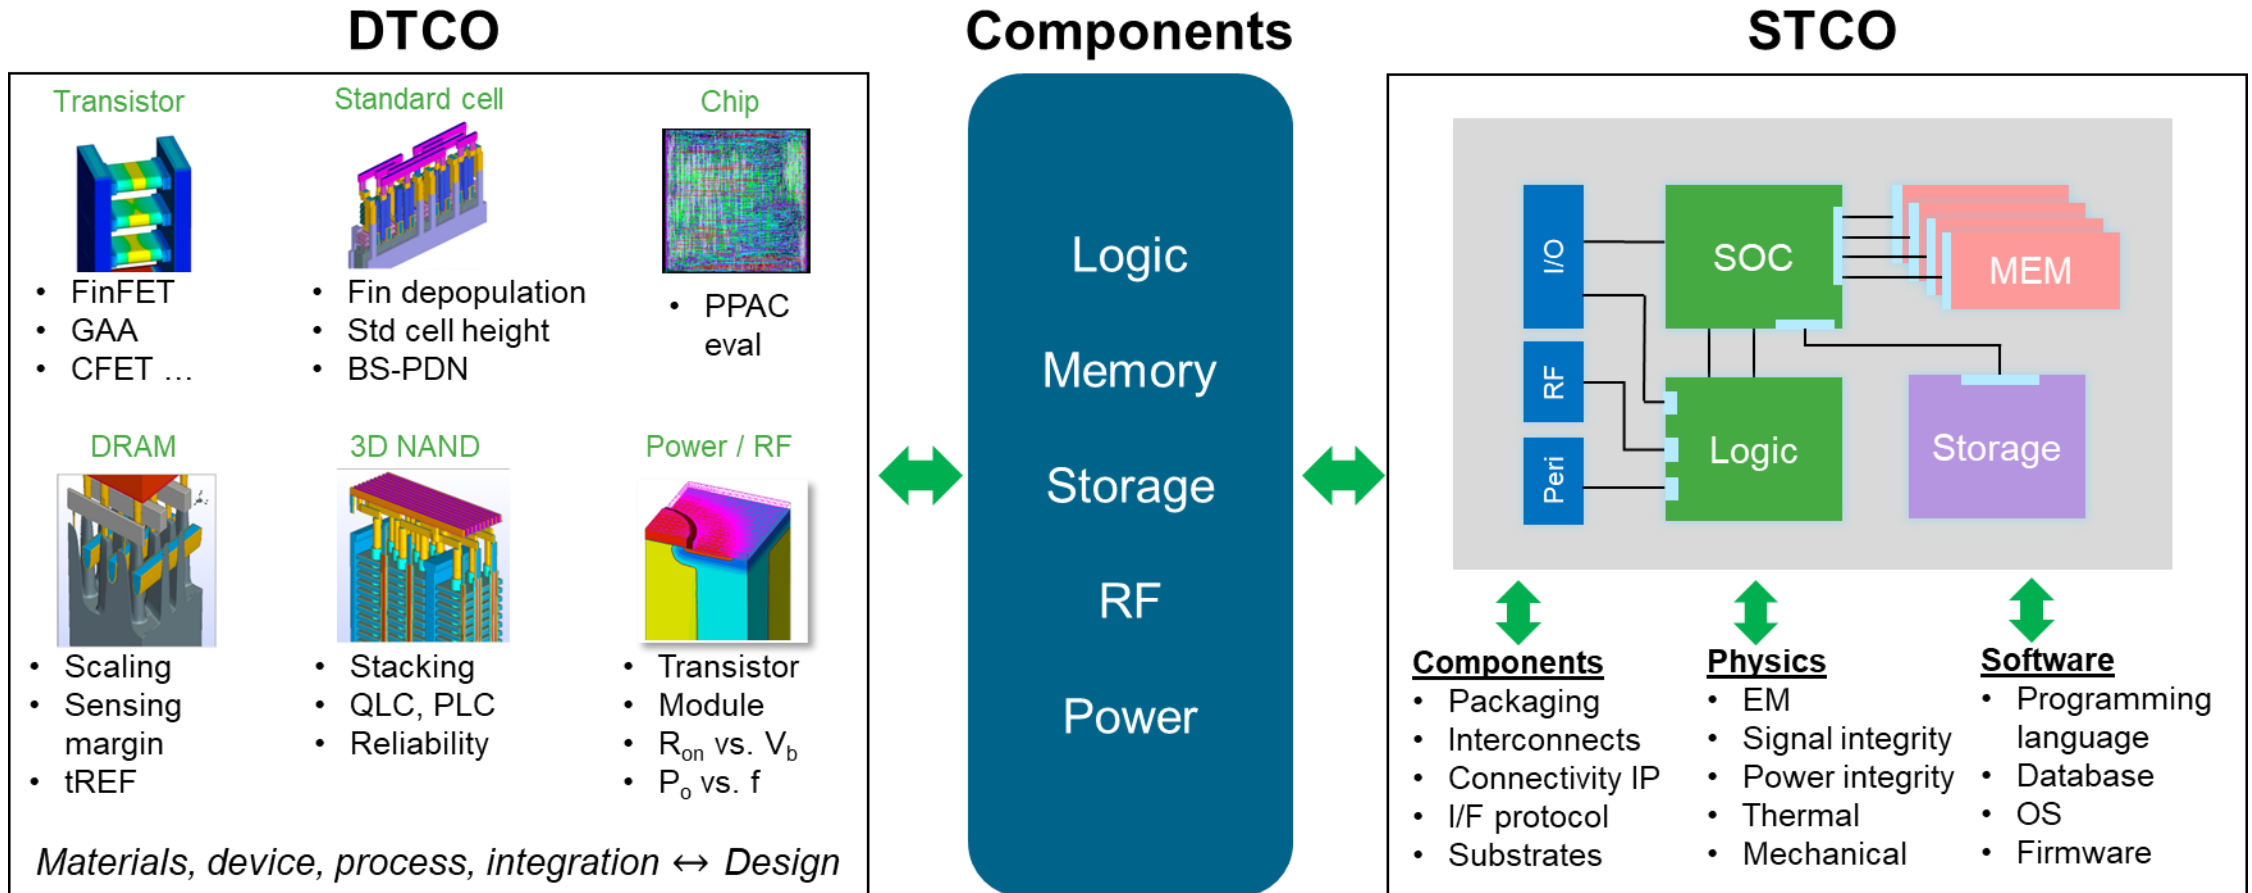 DTCO
Components
STCO
Transistor
• FinFET
• GAA
• CFET ...
Standard cell
• Fin depopulation
• Std cell height
• BS-PDN
Chip
• PPAC
eval
DRAM
• Scaling
• Sensing
margin
• tREF
3D NAND
• Stacking
• QLC, PLC
• Reliability
Power / RF
• Transistor
• Module
• Ron vs. Vb
• Po vs. f
Materials, device, process, integration ↔ Design
Logic
Memory
Storage
RF
Power
I/O
RF
Peri
SOC
Logic
MEM
Storage
Components
• Packaging
• Interconnects
• Connectivity IP
• I/F protocol
• Substrates
Physics
• EM
• Signal integrity
• Power integrity
• Thermal
• Mechanical
Software
• Programming
language
• Database
• OS
• Firmware